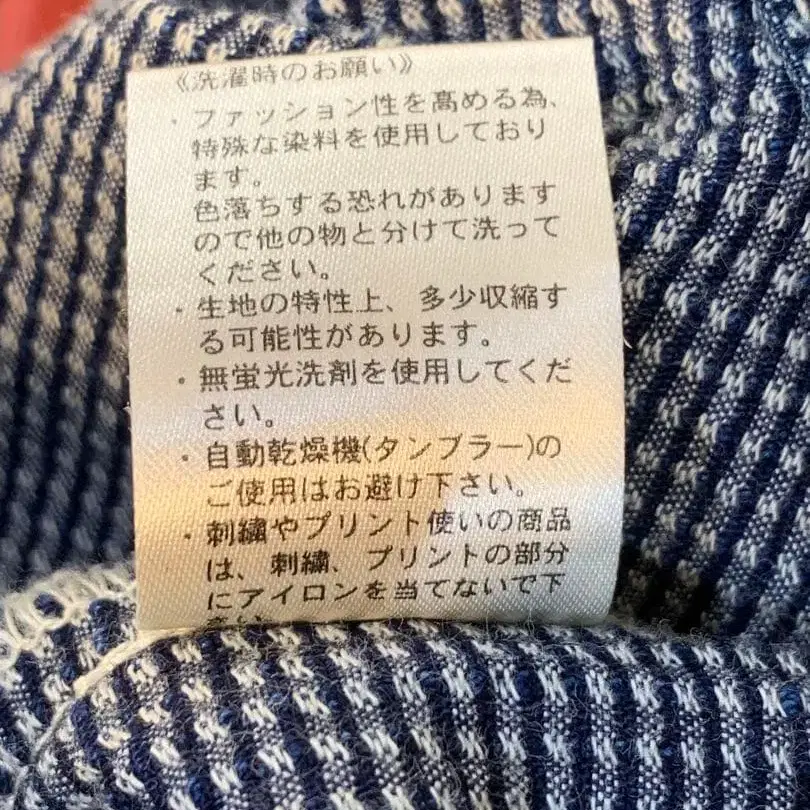 《洗濯時のお願い》
・ファッション性を高める為、
特殊な染料を使用しており
ます。
色落ちする恐れがあります
ので他の物と分けて洗って
ください。
・生地の特性上、多少収縮す
る可能性があります。
・無蛍光洗剤を使用してくだ
さい。
・自動乾燥機(タンブラー)の
ご使用はお避け下さい。
・刺繍やプリント使いの商品
は、刺繍、プリントの部分
にアイロンを当てないで下
さい